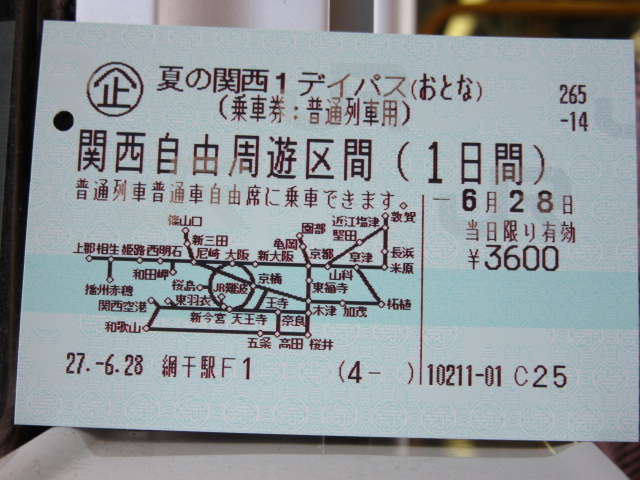 企 夏の関西1デイパス(おとな) 265
(乗車券:普通列車用) -14
関西自由周遊区間(1日間)
普通列車普通車自由席に乗車できます。
-6月28日
当日限り有効
¥3600
篠山口 園部 近江塩津 敦賀
新三田 亀岡 堅田
上郡 相生 姫路 西明石 尼崎 大阪 新大阪 京都 草津 長浜
米原
和田岬 京橋 山科
播州赤穂 桜島 JR難波 東福寺
関西空港 東羽衣 王寺 木津 加茂 柘植
新今宮 天王寺 奈良
和歌山 五条 高田 桜井
27.-6.28 網干駅F1 (4- ) 10211-01 C25